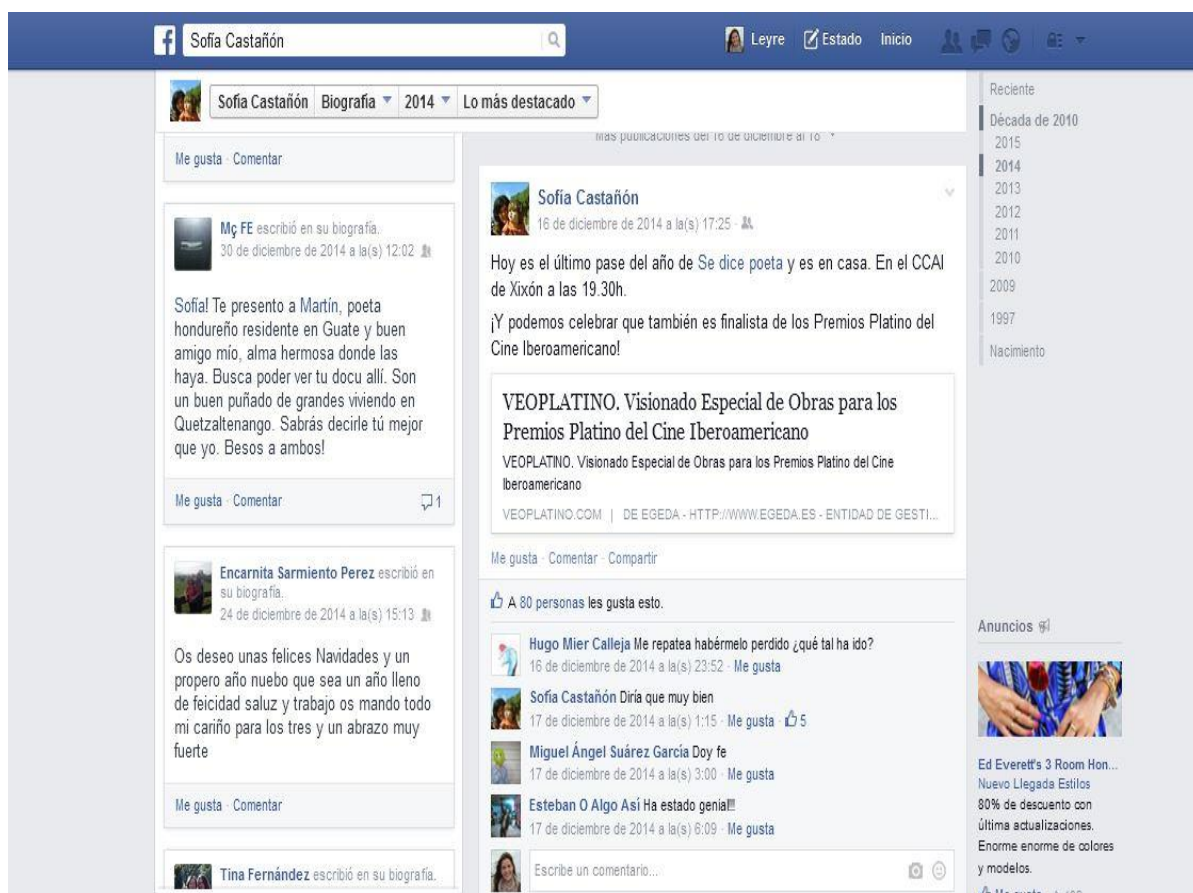 Sofía Castañón
Leyre Estado Inicio
Sofía Castañón Biografía 2014 Lo más destacado
Me gusta · Comentar
Mç FE escribió en su biografía.
30 de diciembre de 2014 a la(s) 12:02
Sofía! Te presento a Martín, poeta
hondureño residente en Guate y buen
amigo mío, alma hermosa donde las
haya. Busca poder ver tu docu allí. Son
un buen puñado de grandes viviendo en
Quetzaltenango. Sabrás decirle tú mejor
que yo. Besos a ambos!
Me gusta · Comentar 1
Encarnita Sarmiento Perez escribió en
su biografía.
24 de diciembre de 2014 a la(s) 15:13
Os deseo unas felices Navidades y un
propero año nuebo que sea un año lleno
de feicidad saluz y trabajo os mando todo
mi cariño para los tres y un abrazo muy
fuerte
Me gusta · Comentar
Tina Fernández escribió en su biografía.
Más publicaciones del 16 de diciembre al 18
Sofía Castañón
16 de diciembre de 2014 a la(s) 17:25 ·
Hoy es el último pase del año de Se dice poeta y es en casa. En el CCAI
de Xixón a las 19.30h.
¡Y podemos celebrar que también es finalista de los Premios Platino del
Cine Iberoamericano!
VEOPLATINO. Visionado Especial de Obras para los
Premios Platino del Cine Iberoamericano
VEOPLATINO. Visionado Especial de Obras para los Premios Platino del Cine
Iberoamericano
VEOPLATINO.COM | DE EGEDA - HTTP://WWW.EGEDA.ES - ENTIDAD DE GESTI...
Me gusta · Comentar · Compartir
A 80 personas les gusta esto.
Hugo Mier Calleja Me repatea habérmelo perdido ¿qué tal ha ido?
16 de diciembre de 2014 a la(s) 23:52 · Me gusta
Sofía Castañón Diría que muy bien
17 de diciembre de 2014 a la(s) 1:15 · Me gusta · 5
Miguel Ángel Suárez García Doy fe
17 de diciembre de 2014 a la(s) 3:00 · Me gusta
Esteban O Algo Así Ha estado genial!!!
17 de diciembre de 2014 a la(s) 6:09 · Me gusta
Escribe un comentario...
Reciente
Década de 2010
2015
2014
2013
2012
2011
2010
2009
1997
Nacimiento
Anuncios
Ed Everett's 3 Room Hon...
Nuevo Llegada Estilos
80% de descuento con
última actualizaciones.
Enorme enorme de colores
y modelos.